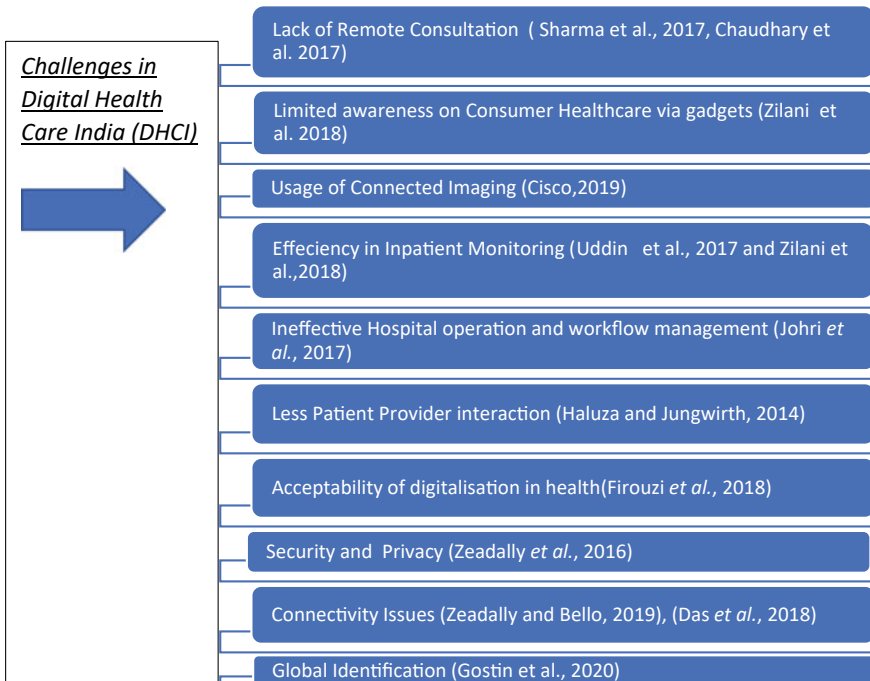 Challenges in
Digital Health
Care India (DHCI)
Lack of Remote Consultation ( Sharma et al., 2017, Chaudhary et
al. 2017)
Limited awareness on Consumer Healthcare via gadgets (Zilani et
al. 2018)
Usage of Connected Imaging (Cisco,2019)
Effeciency in Inpatient Monitoring (Uddin et al., 2017 and Zilani et
al.,2018)
Ineffective Hospital operation and workflow management (Johri et
al., 2017)
Less Patient Provider interaction (Haluza and Jungwirth, 2014)
Acceptability of digitalisation in health(Firouzi et al., 2018)
Security and Privacy (Zeadally et al., 2016)
Connectivity Issues (Zeadally and Bello, 2019), (Das et al., 2018)
Global Identification (Gostin et al., 2020)